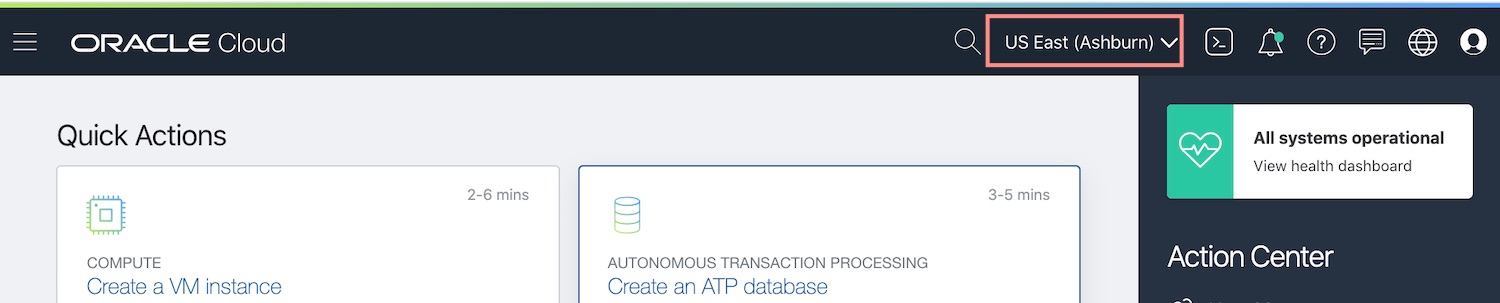 ORACLE Cloud
US East (Ashburn)
Quick Actions
2-6 mins
COMPUTE
Create a VM instance
3-5 mins
AUTONOMOUS TRANSACTION PROCESSING
Create an ATP database
All systems operational
View health dashboard
Action Center